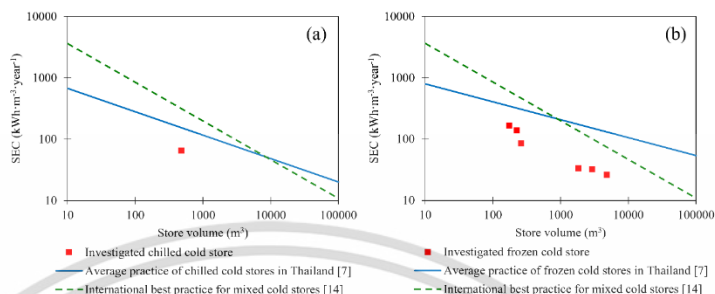 (a)
10000
1000
100
10
SEC (kWh·m-3·year-1)
10 100 1000 10000 100000
Store volume (m3)
Investigated chilled cold store
Average practice of chilled cold stores in Thailand [7]
International best practice for mixed cold stores [14]
(b)
10000
1000
100
10
SEC (kWh·m-3·year-1)
10 100 1000 10000 100000
Store volume (m3)
Investigated frozen cold store
Average practice of frozen cold stores in Thailand [7]
International best practice for mixed cold stores [14]